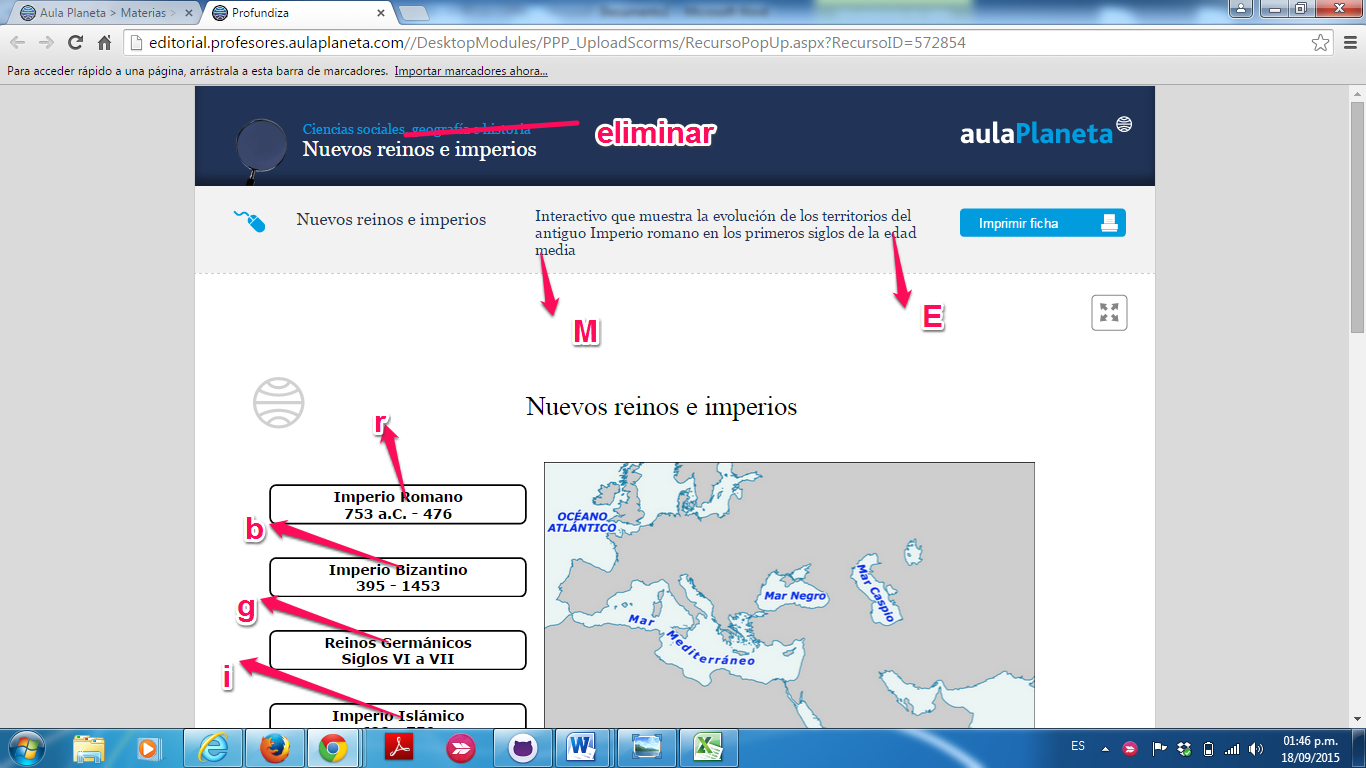 Aula Planeta > Materias >
Profundiza
editorial.profesores.aulaplaneta.com//DesktopModules/PPP_UploadScorms/RecursoPopUp.aspx?RecursoID=572854
Para acceder rápido a una página, arrástrala a esta barra de marcadores. Importar marcadores ahora...
Ciencias sociales, geografía e historia
eliminar
Nuevos reinos e imperios
aulaPlaneta
Nuevos reinos e imperios
Interactivo que muestra la evolución de los territorios del
antiguo Imperio romano en los primeros siglos de la edad
media
Imprimir ficha
M
E
Nuevos reinos e imperios
r
Imperio Romano
753 a.C. - 476
b
Imperio Bizantino
395 - 1453
g
Reinos Germánicos
Siglos VI a VII
i
Imperio Islámico
OCÉANO
ATLÁNTICO
Mar Negro
Mar Caspio
Mar Mediterráneo
ES
01:46 p.m.
18/09/2015